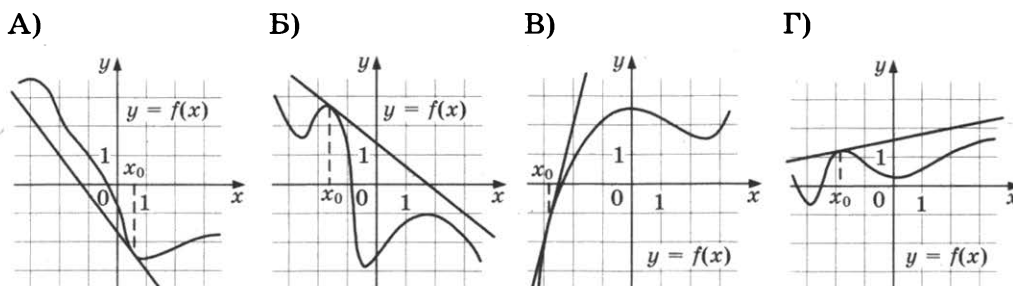 А) Б) В) Г)
y y y y
y = f(x) y = f(x)
1 x₀ 1 x₀ 1 1
0 1 x x₀ 0 1 x 0 1 x x₀ 0 1 x
y = f(x) y = f(x)